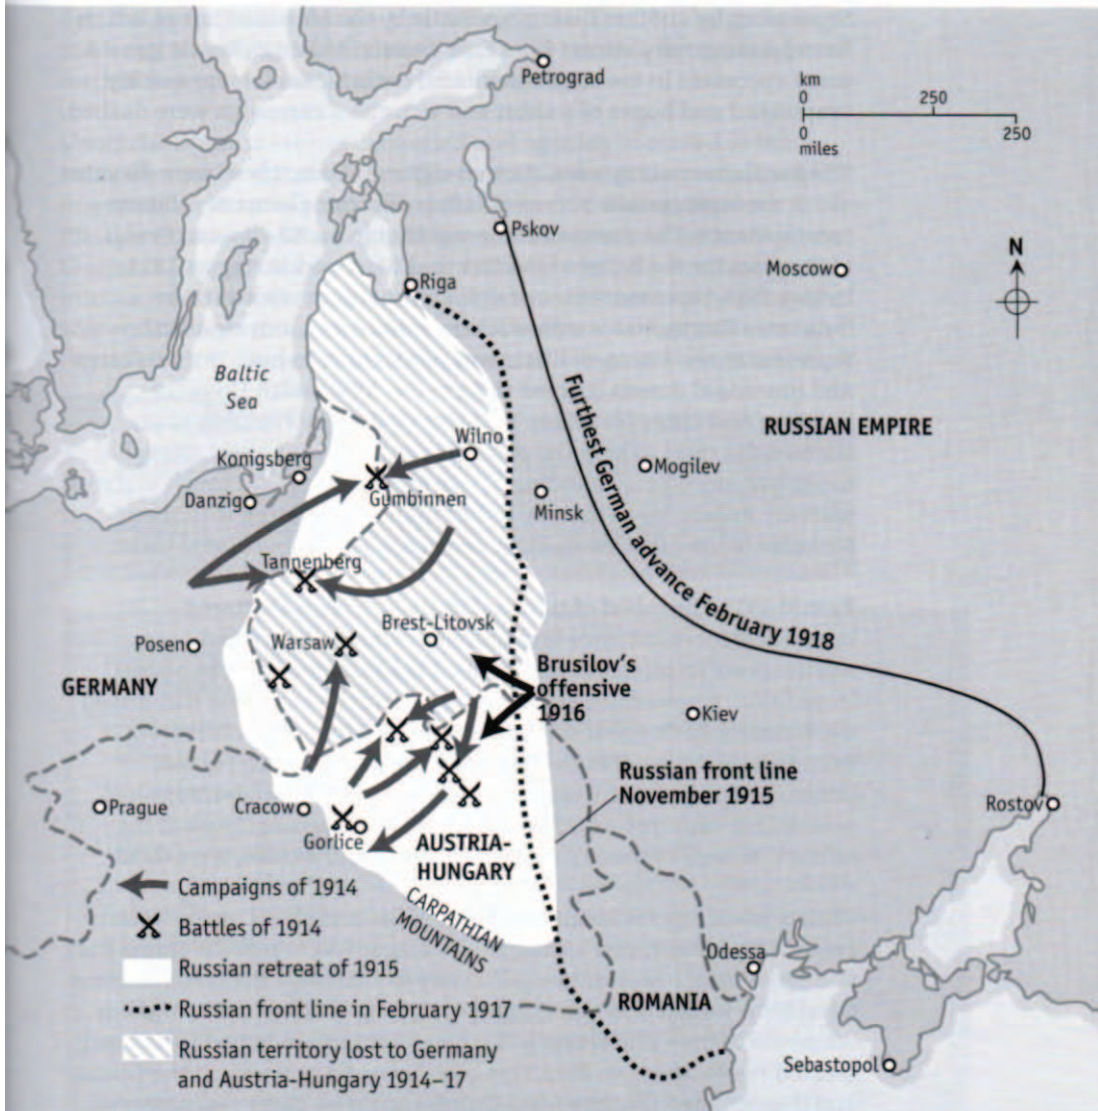 Petrograd
km
0 250
0 250
miles
Pskov
N
Moscow
Riga
Baltic
Sea
Furthest German advance February 1918
RUSSIAN EMPIRE
Wilno
Konigsberg
Mogilev
Danzig
Gumbinnen
Minsk
Tannenberg
Brest-Litovsk
Posen
Warsaw
GERMANY
Brusilov's
offensive
1916
Kiev
Russian front line
November 1915
Prague
Cracow
Rostov
Gorlice
AUSTRIA-
HUNGARY
CARPATHIAN
MOUNTAINS
Campaigns of 1914
Battles of 1914
Russian retreat of 1915
Odessa
Russian front line in February 1917
ROMANIA
Russian territory lost to Germany
and Austria-Hungary 1914–17
Sebastopol